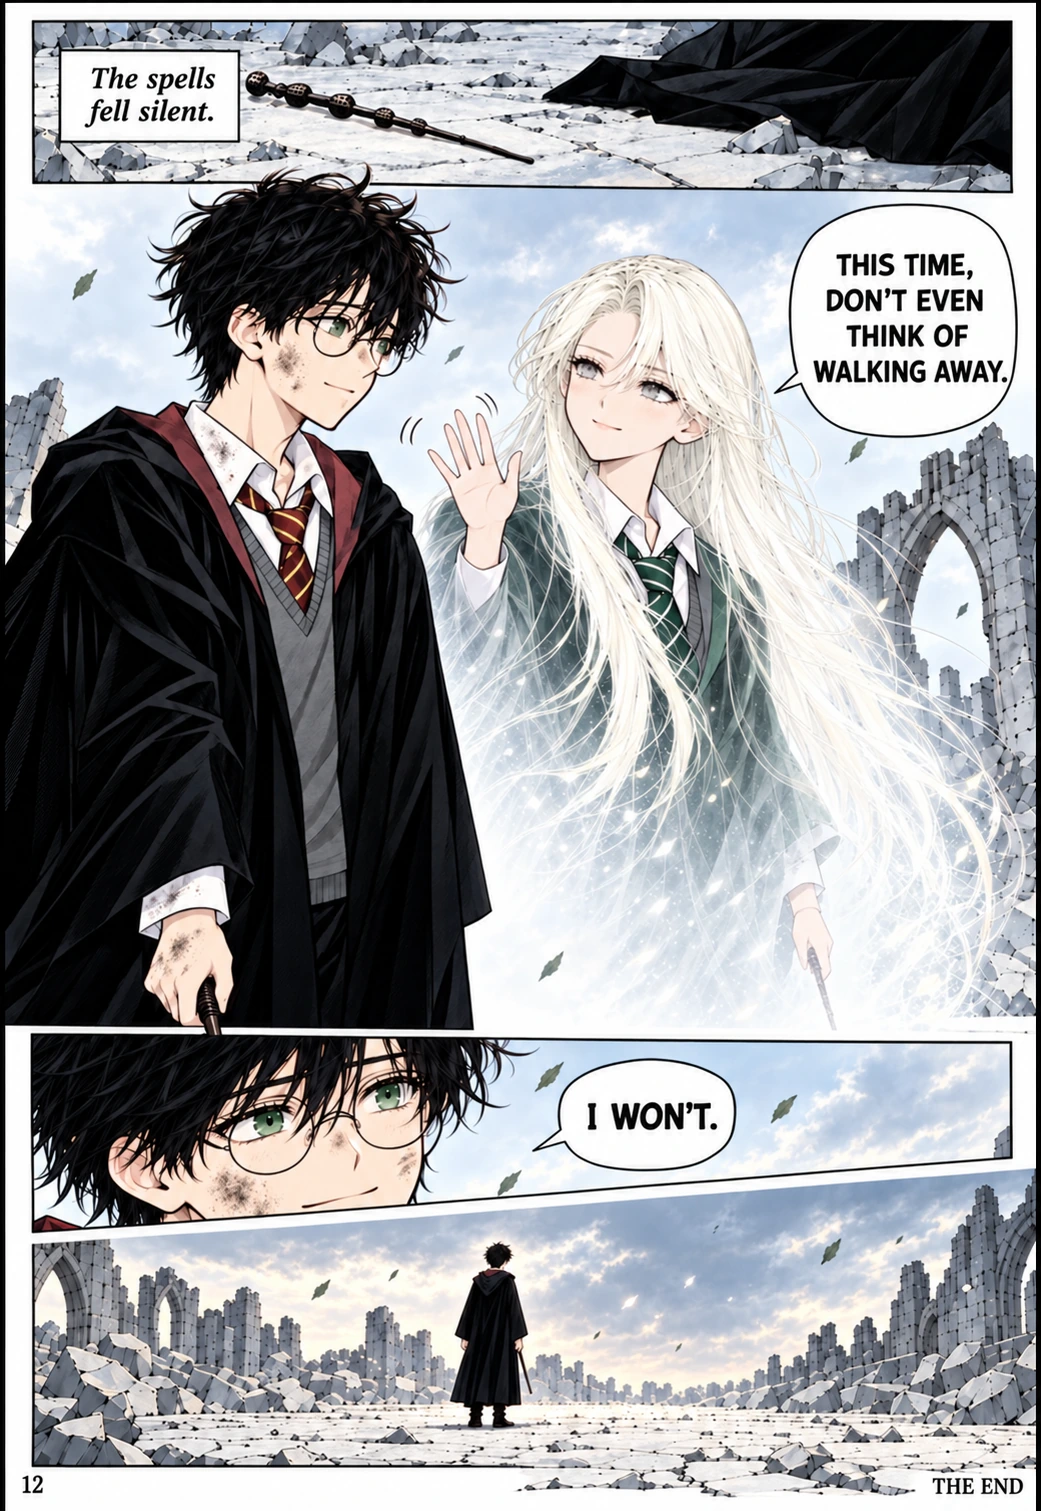 The spells
fell silent.
THIS TIME,
DON'T EVEN
THINK OF
WALKING AWAY.
I WON'T.
12
THE END